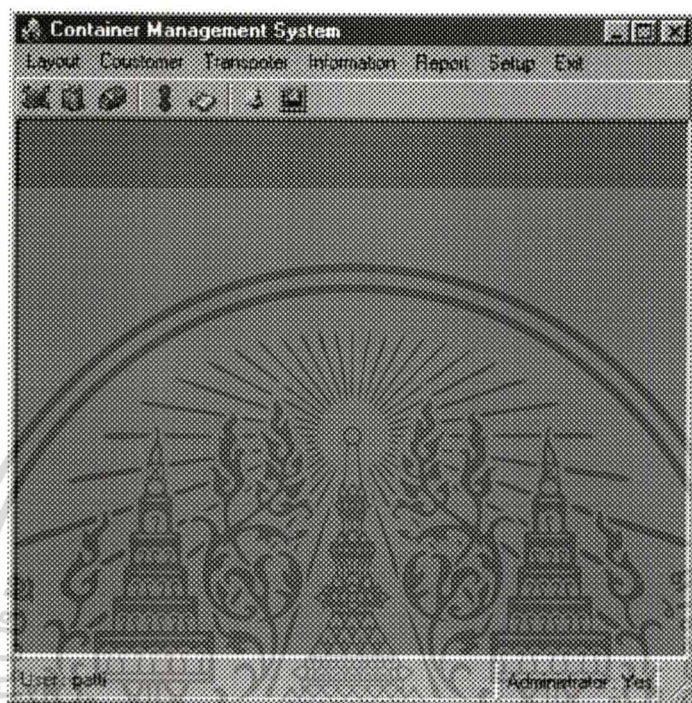 Container Management System
Layout Coustomer Transpoter Information Report Setup Exit
User : patti Administrator : Yes